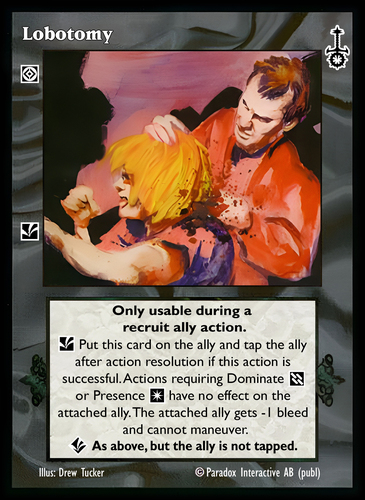 Lobotomy
Only usable during a
recruit ally action.
Put this card on the ally and tap the ally
after action resolution if this action is
successful. Actions requiring Dominate
or Presence have no effect on the
attached ally. The attached ally gets -1 bleed
and cannot maneuver.
As above, but the ally is not tapped.
Illus: Drew Tucker
© Paradox Interactive AB (publ)